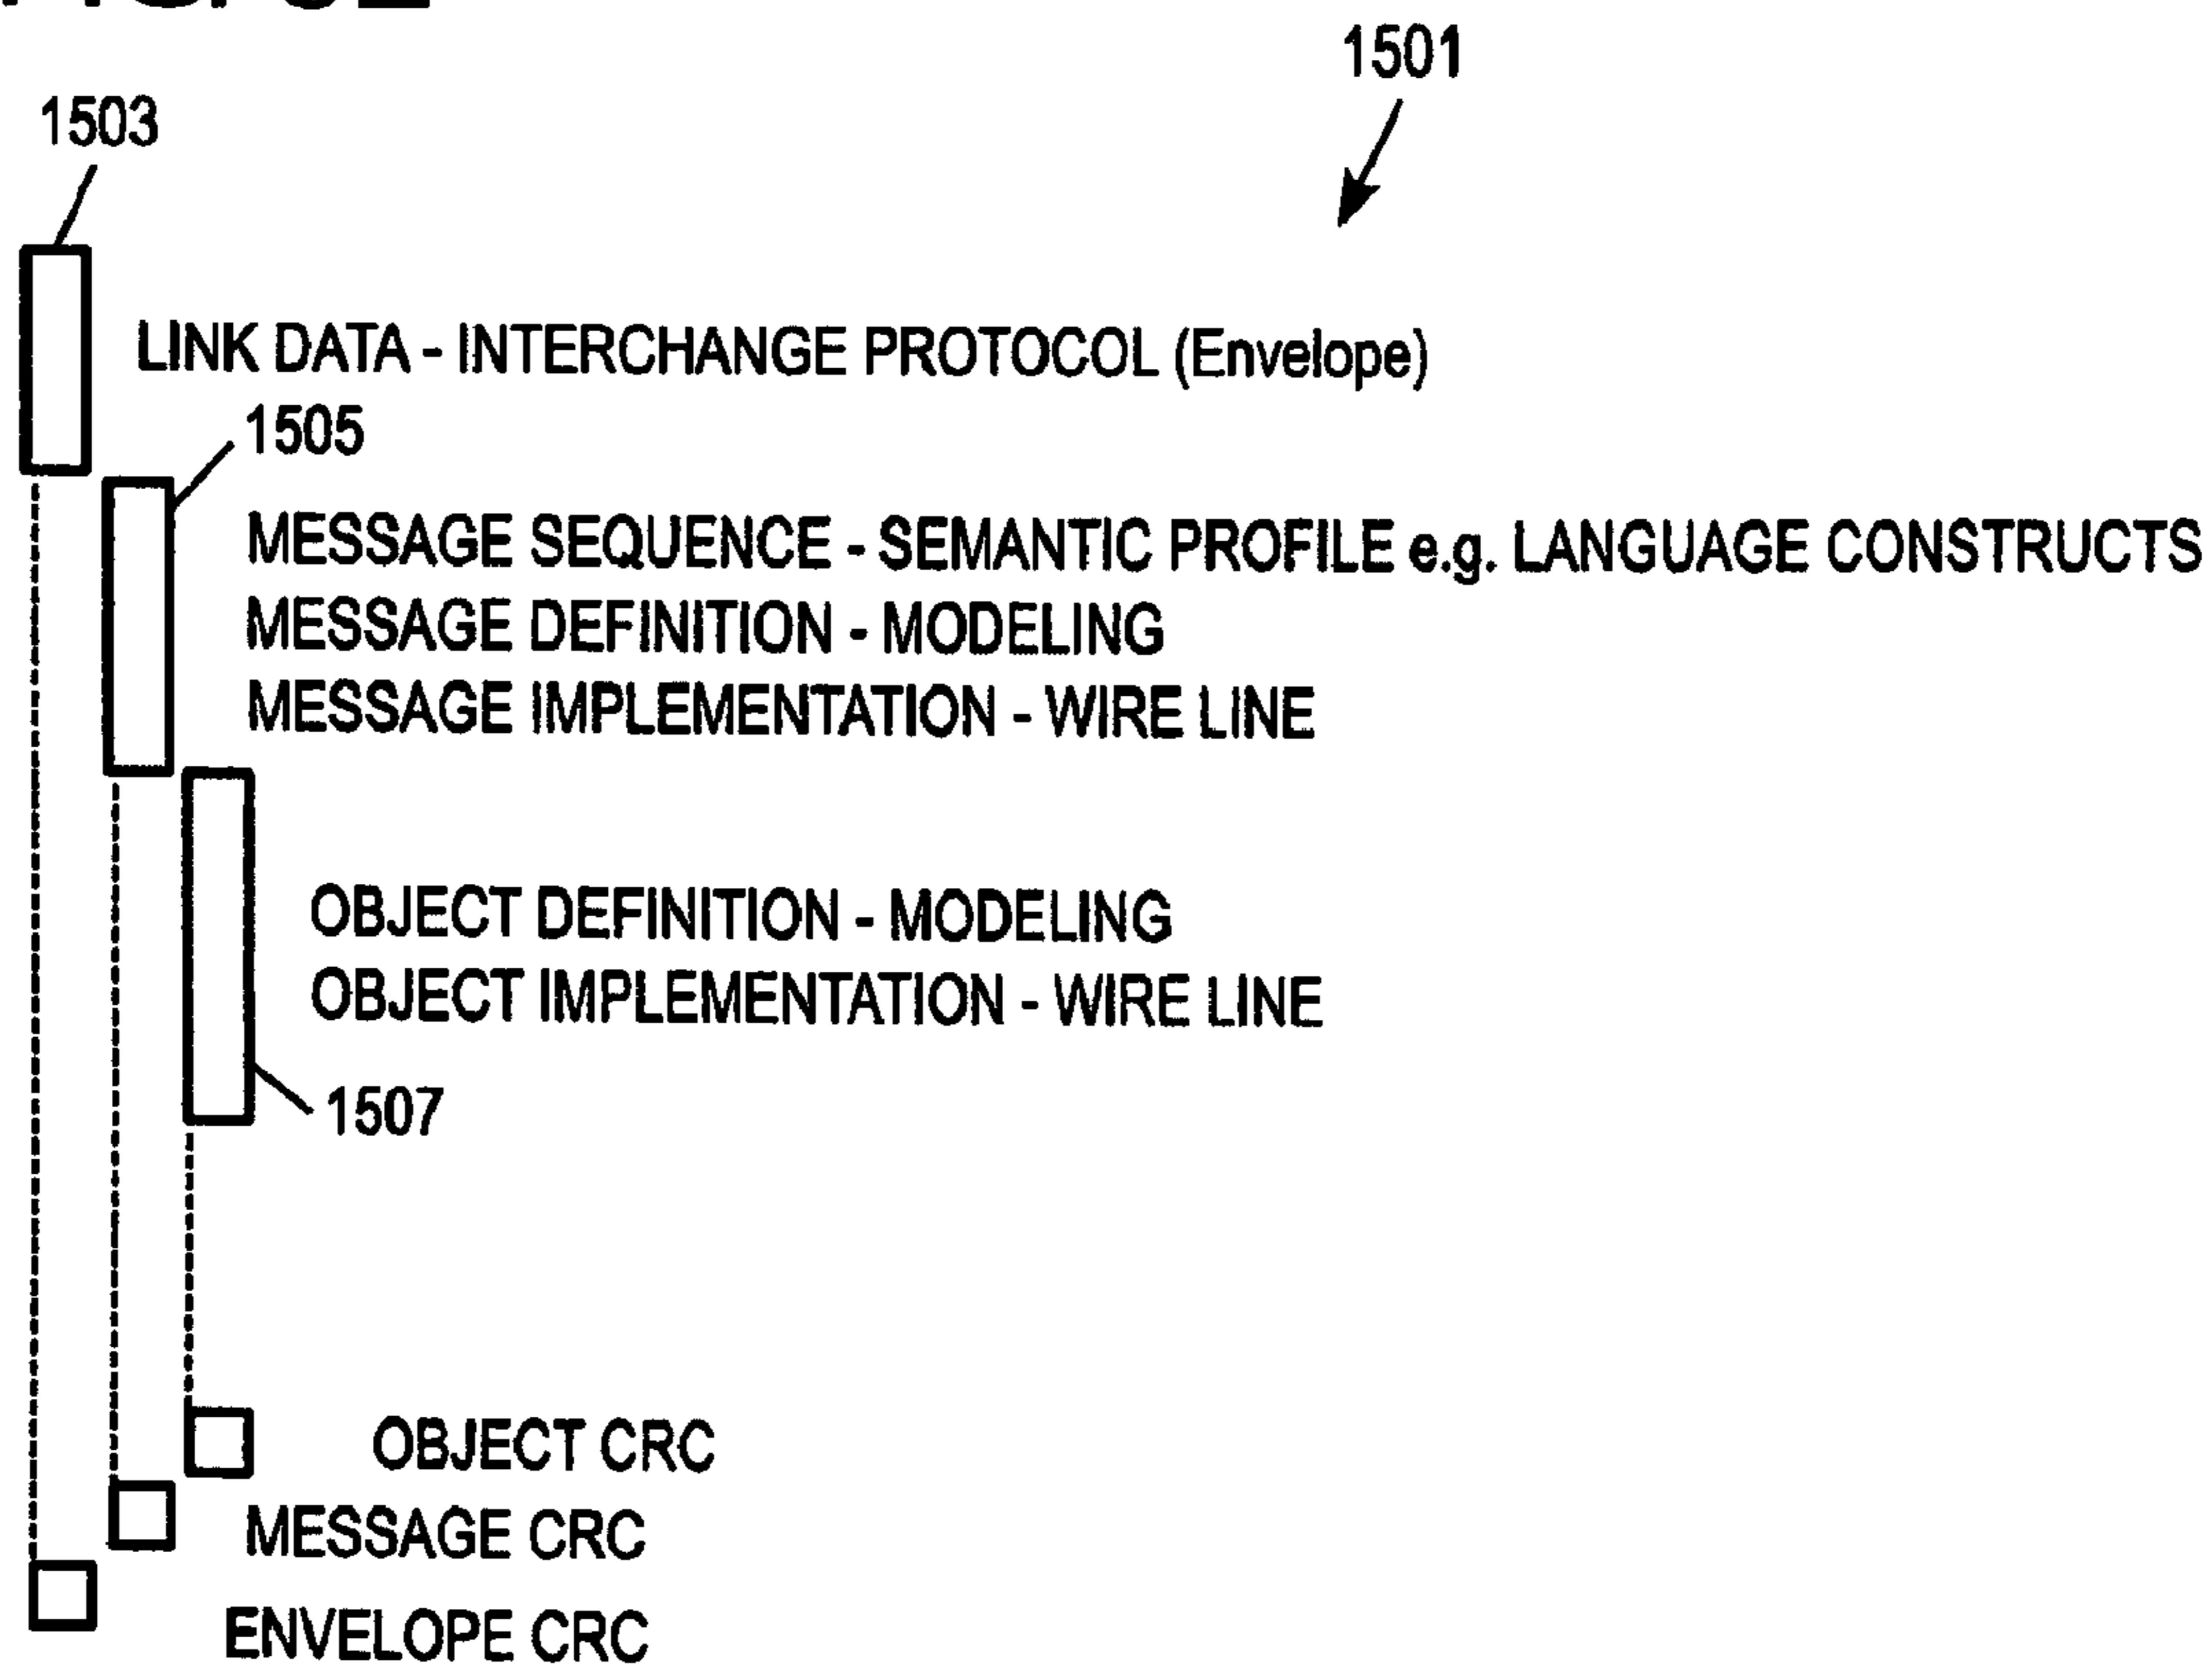 1501
1503
LINK DATA - INTERCHANGE PROTOCOL (Envelope)
1505
MESSAGE SEQUENCE - SEMANTIC PROFILE e.g. LANGUAGE CONSTRUCTS
MESSAGE DEFINITION - MODELING
MESSAGE IMPLEMENTATION - WIRE LINE
OBJECT DEFINITION - MODELING
OBJECT IMPLEMENTATION - WIRE LINE
1507
OBJECT CRC
MESSAGE CRC
ENVELOPE CRC